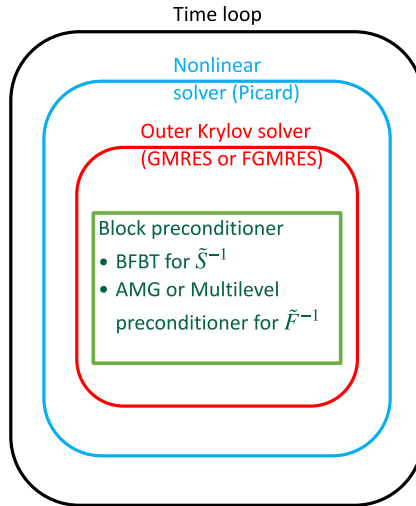 Time loop
Nonlinear
solver (Picard)
Outer Krylov solver
(GMRES or FGMRES)
Block preconditioner
• BFBT for S̃⁻¹
• AMG or Multilevel
preconditioner for F̃⁻¹